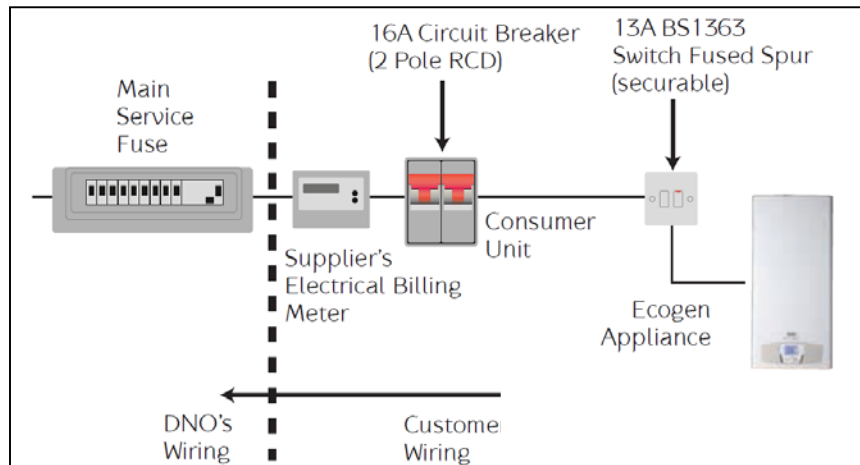 16A Circuit Breaker
(2 Pole RCD)
13A BS1363
Switch Fused Spur
(securable)
Main
Service
Fuse
Consumer
Unit
Supplier's
Electrical Billing
Meter
Ecogen
Appliance
DNO's
Wiring
Custome
Wiring